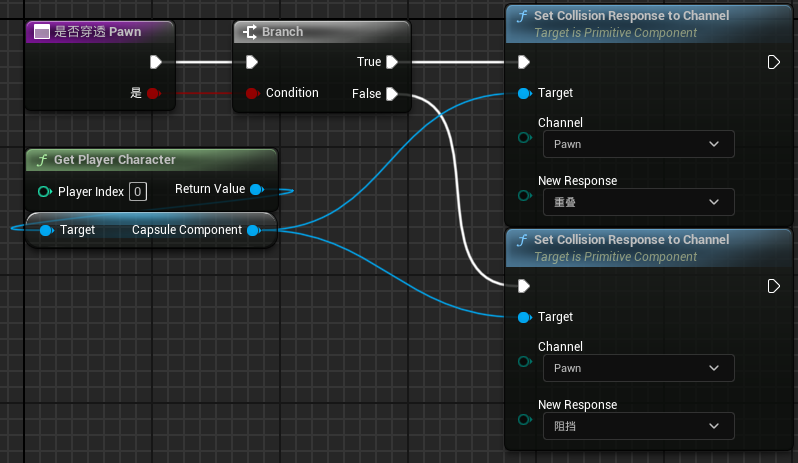 是否穿透 Pawn
是
Branch
True
Condition
False
Get Player Character
Player Index 0
Return Value
Target
Capsule Component
Set Collision Response to Channel
Target is Primitive Component
Target
Channel
Pawn
New Response
重叠
Set Collision Response to Channel
Target is Primitive Component
Target
Channel
Pawn
New Response
阻挡